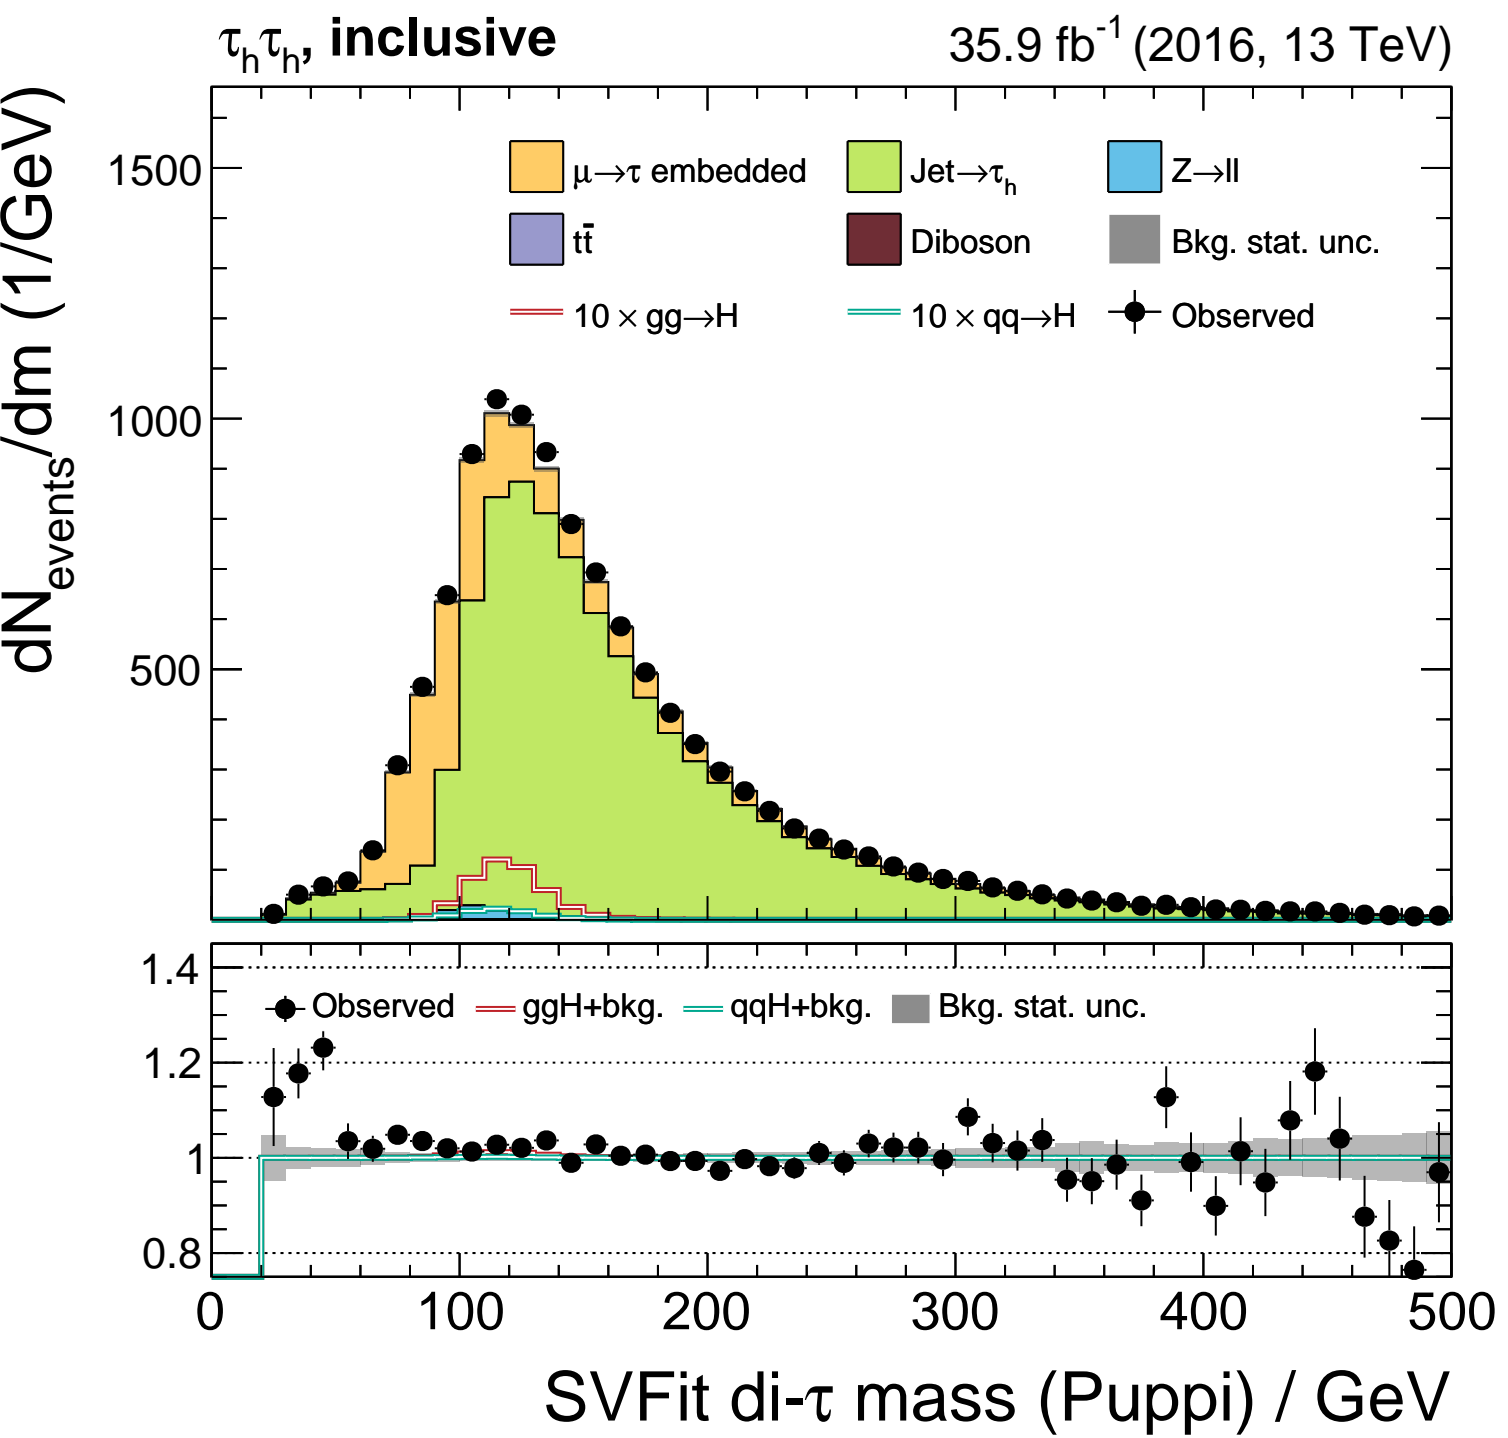 τₕτₕ, inclusive 35.9 fb⁻¹ (2016, 13 TeV)
dN_events/dm (1/GeV)
1500
1000
500
μ→τ embedded Jet→τₕ Z→ll
tt̄ Diboson Bkg. stat. unc.
10 × gg→H 10 × qq→H Observed
1.4
1.2
1
0.8
Observed ggH+bkg. qqH+bkg. Bkg. stat. unc.
0 100 200 300 400 500
SVFit di-τ mass (Puppi) / GeV